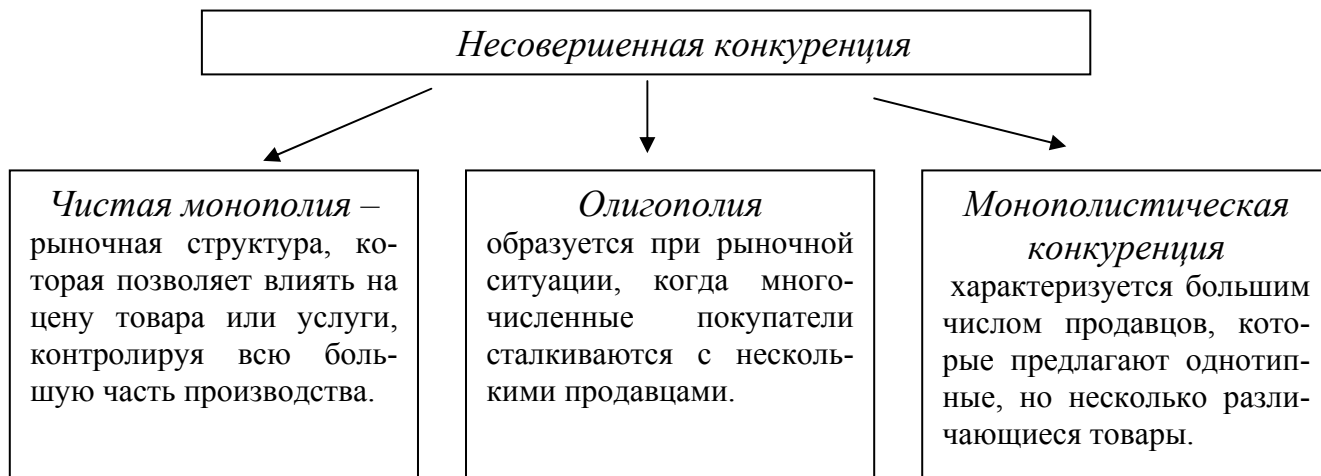 Несовершенная конкуренция
Чистая монополия –
рыночная структура, ко-
торая позволяет влиять на
цену товара или услуги,
контролируя всю боль-
шую часть производства.
Олигополия
образуется при рыночной
ситуации, когда много-
численные покупатели
сталкиваются с несколь-
кими продавцами.
Монополистическая
конкуренция
характеризуется большим
числом продавцов, кото-
рые предлагают однотип-
ные, но несколько разли-
чающиеся товары.